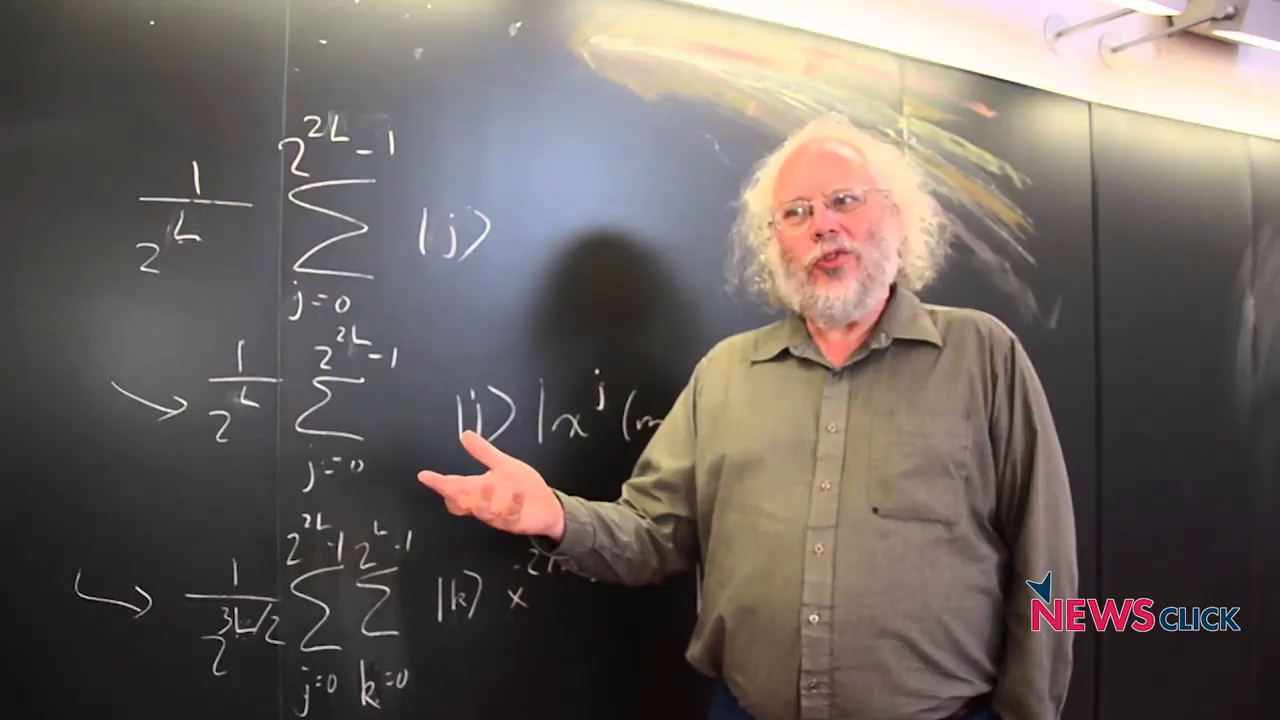 1/2^L ∑_{j=0}^{2^{2L}-1} |j⟩
→ 1/2^L ∑_{j=0}^{2^{2L}-1} |j⟩ |x^j (m
→ 1/2^{3L/2} ∑_{j=0}^{2^{2L}-1} ∑_{k=0}^{2^L-1} |k⟩ x^{-2
NEWSCLICK